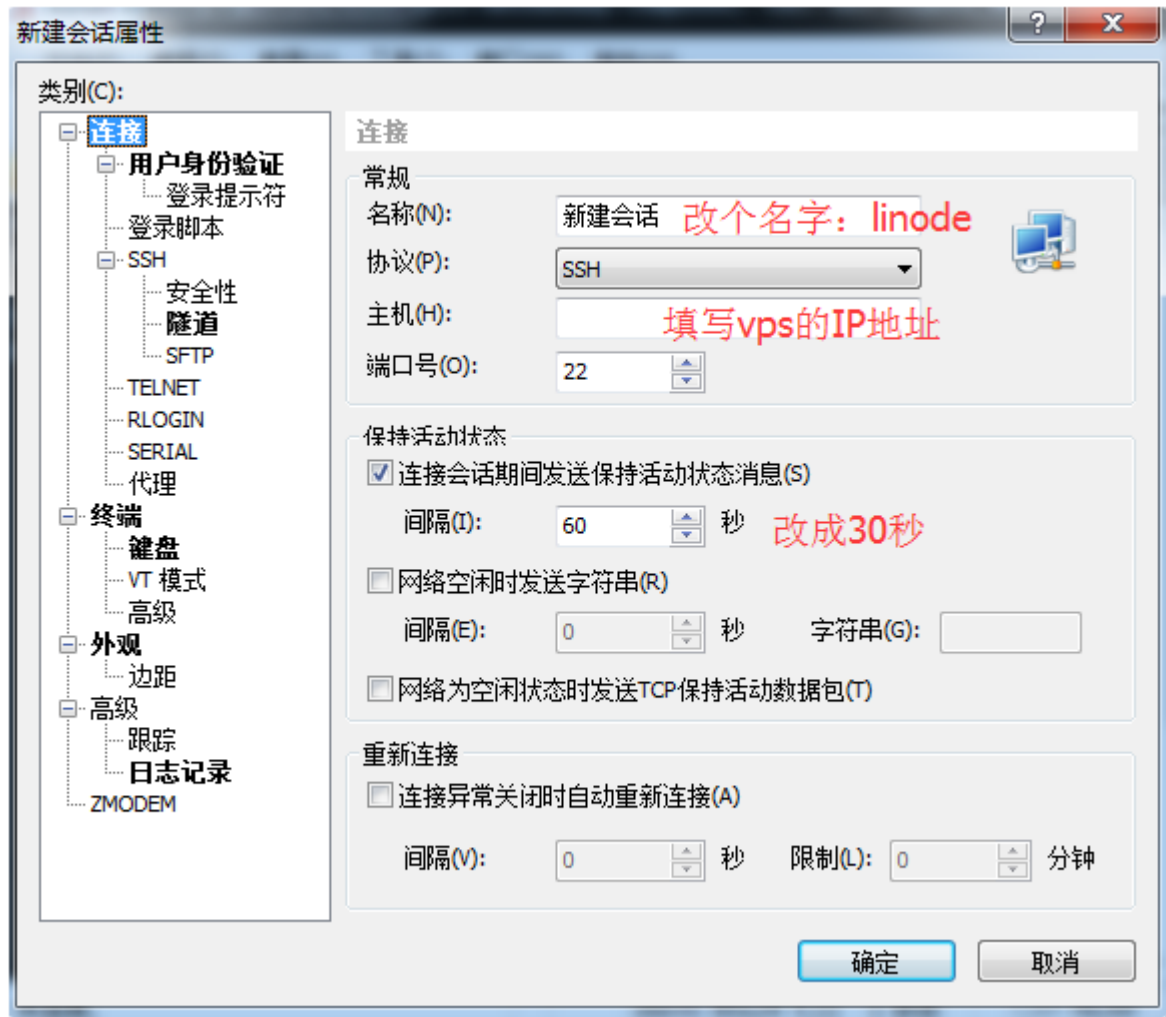 新建会话属性
类别(C):
连接
用户身份验证
登录提示符
登录脚本
SSH
安全性
隧道
SFTP
TELNET
RLOGIN
SERIAL
代理
终端
键盘
VT 模式
高级
外观
边距
高级
跟踪
日志记录
ZMODEM
连接
常规
名称(N): 新建会话 改个名字：linode
协议(P): SSH
主机(H): 填写vps的IP地址
端口号(O): 22
保持活动状态
连接会话期间发送保持活动状态消息(S)
间隔(I): 60 秒 改成30秒
网络空闲时发送字符串(R)
间隔(E): 0 秒 字符串(G):
网络为空闲状态时发送TCP保持活动数据包(T)
重新连接
连接异常关闭时自动重新连接(A)
间隔(V): 0 秒 限制(L): 0 分钟
确定 取消